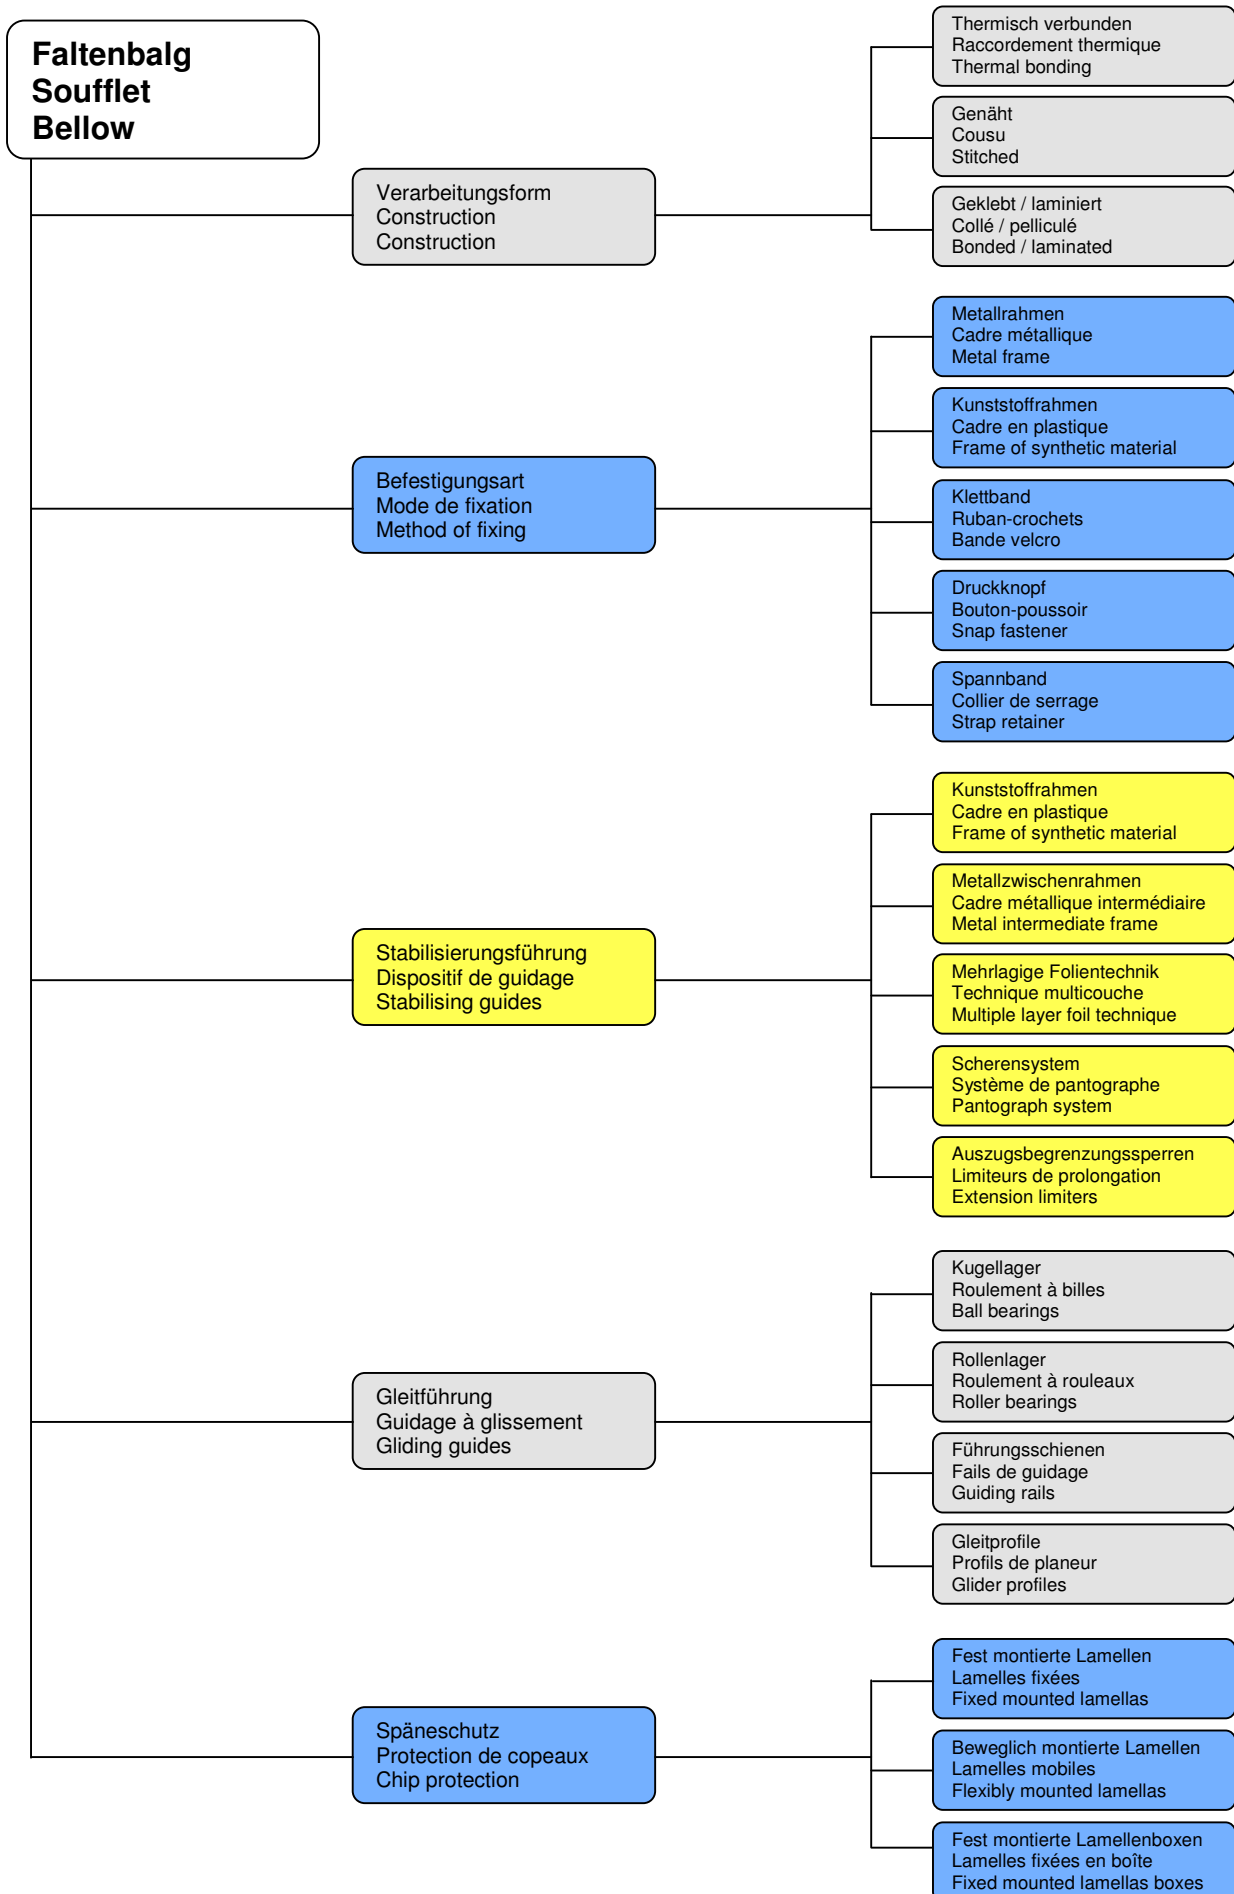 Faltenbalg
Soufflet
Bellow
Verarbeitungsform
Construction
Construction
Thermisch verbunden
Raccordement thermique
Thermal bonding
Genäht
Cousu
Stitched
Geklebt / laminiert
Collé / pelliculé
Bonded / laminated
Befestigungsart
Mode de fixation
Method of fixing
Metallrahmen
Cadre métallique
Metal frame
Kunststoffrahmen
Cadre en plastique
Frame of synthetic material
Klettband
Ruban-crochets
Bande velcro
Druckknopf
Bouton-poussoir
Snap fastener
Spannband
Collier de serrage
Strap retainer
Stabilisierungsführung
Dispositif de guidage
Stabilising guides
Kunststoffrahmen
Cadre en plastique
Frame of synthetic material
Metallzwischenrahmen
Cadre métallique intermédiaire
Metal intermediate frame
Mehrlagige Folientechnik
Technique multicouche
Multiple layer foil technique
Scherensystem
Système de pantographe
Pantograph system
Auszugsbegrenzungssperren
Limiteurs de prolongation
Extension limiters
Gleitführung
Guidage à glissement
Gliding guides
Kugellager
Roulement à billes
Ball bearings
Rollenlager
Roulement à rouleaux
Roller bearings
Führungsschienen
Fails de guidage
Guiding rails
Gleitprofile
Profils de planeur
Glider profiles
Späneschutz
Protection de copeaux
Chip protection
Fest montierte Lamellen
Lamelles fixées
Fixed mounted lamellas
Beweglich montierte Lamellen
Lamelles mobiles
Flexibly mounted lamellas
Fest montierte Lamellenboxen
Lamelles fixées en boîte
Fixed mounted lamellas boxes